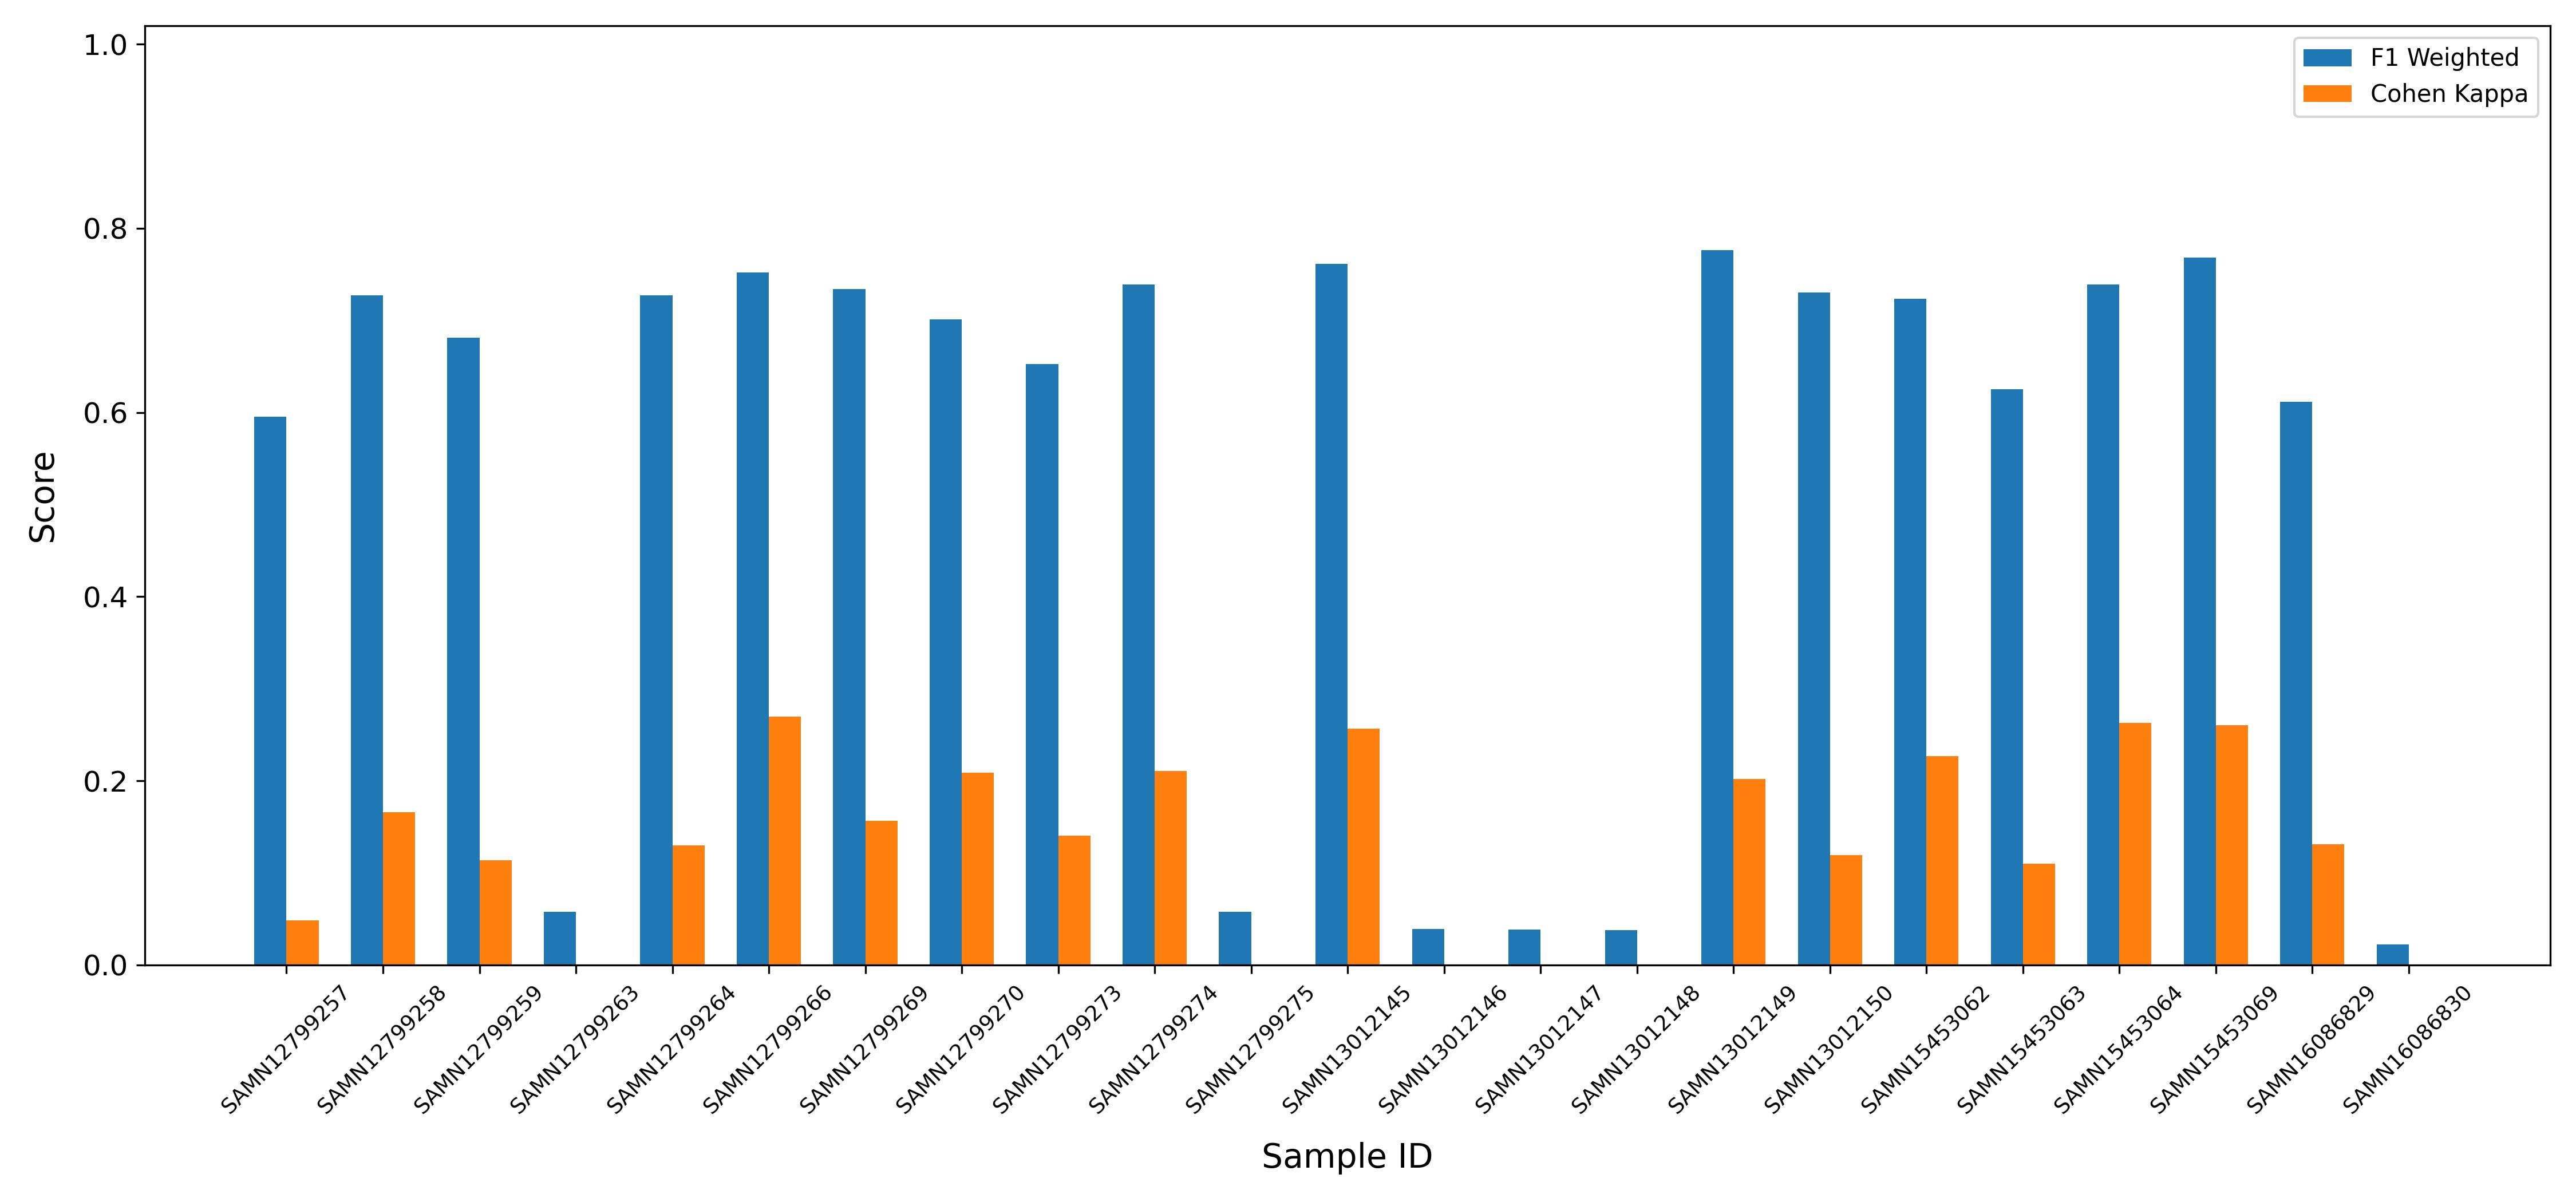 1.0
0.8
0.6
0.4
0.2
0.0
Score
F1 Weighted
Cohen Kappa
SAMN12799257
SAMN12799258
SAMN12799259
SAMN12799263
SAMN12799264
SAMN12799266
SAMN12799269
SAMN12799270
SAMN12799273
SAMN12799274
SAMN12799275
SAMN13012145
SAMN13012146
SAMN13012147
SAMN13012148
SAMN13012149
SAMN13012150
SAMN15453062
SAMN15453063
SAMN15453064
SAMN15453069
SAMN16086829
SAMN16086830
Sample ID